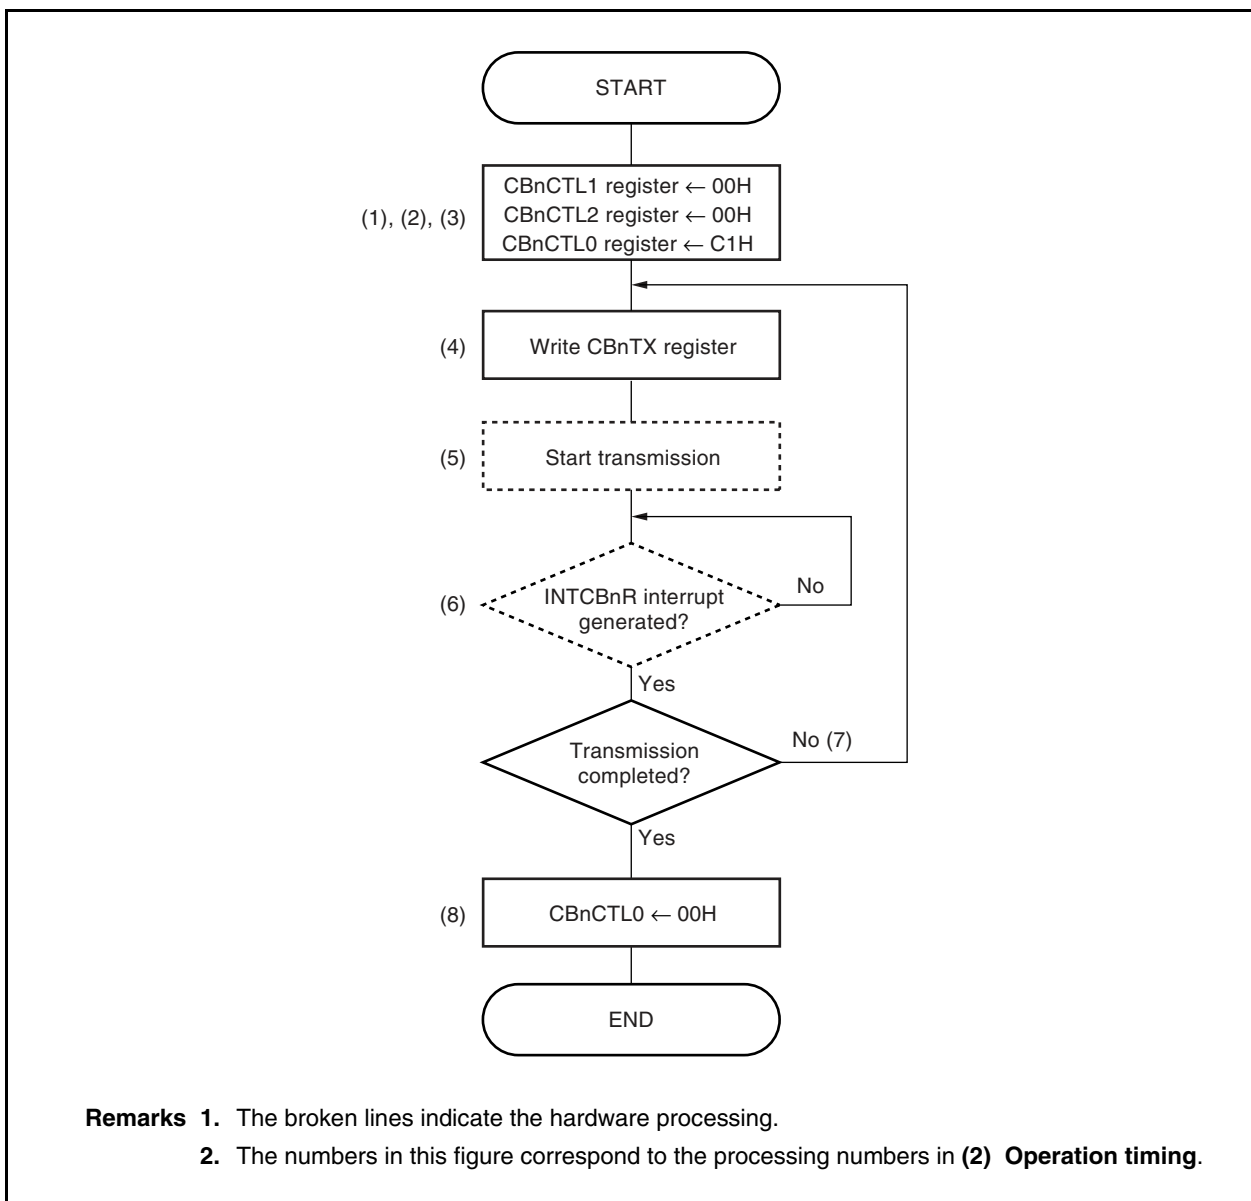 START
CBnCTL1 register ← 00H
CBnCTL2 register ← 00H
(1), (2), (3)
CBnCTL0 register ← C1H
(4)
Write CBnTX register
(5)
Start transmission
(6)
INTCBnR interrupt
generated?
No
Yes
Transmission
completed?
No (7)
Yes
(8)
CBnCTL0 ← 00H
END
Remarks 1. The broken lines indicate the hardware processing.
2. The numbers in this figure correspond to the processing numbers in (2) Operation timing.